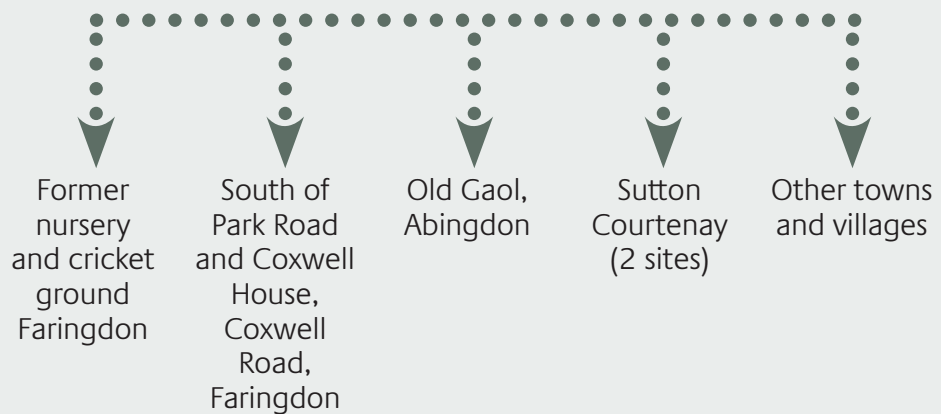 Former
nursery
and cricket
ground
Faringdon
South of
Park Road
and Coxwell
House,
Coxwell
Road,
Faringdon
Old Gaol,
Abingdon
Sutton
Courtenay
(2 sites)
Other towns
and villages